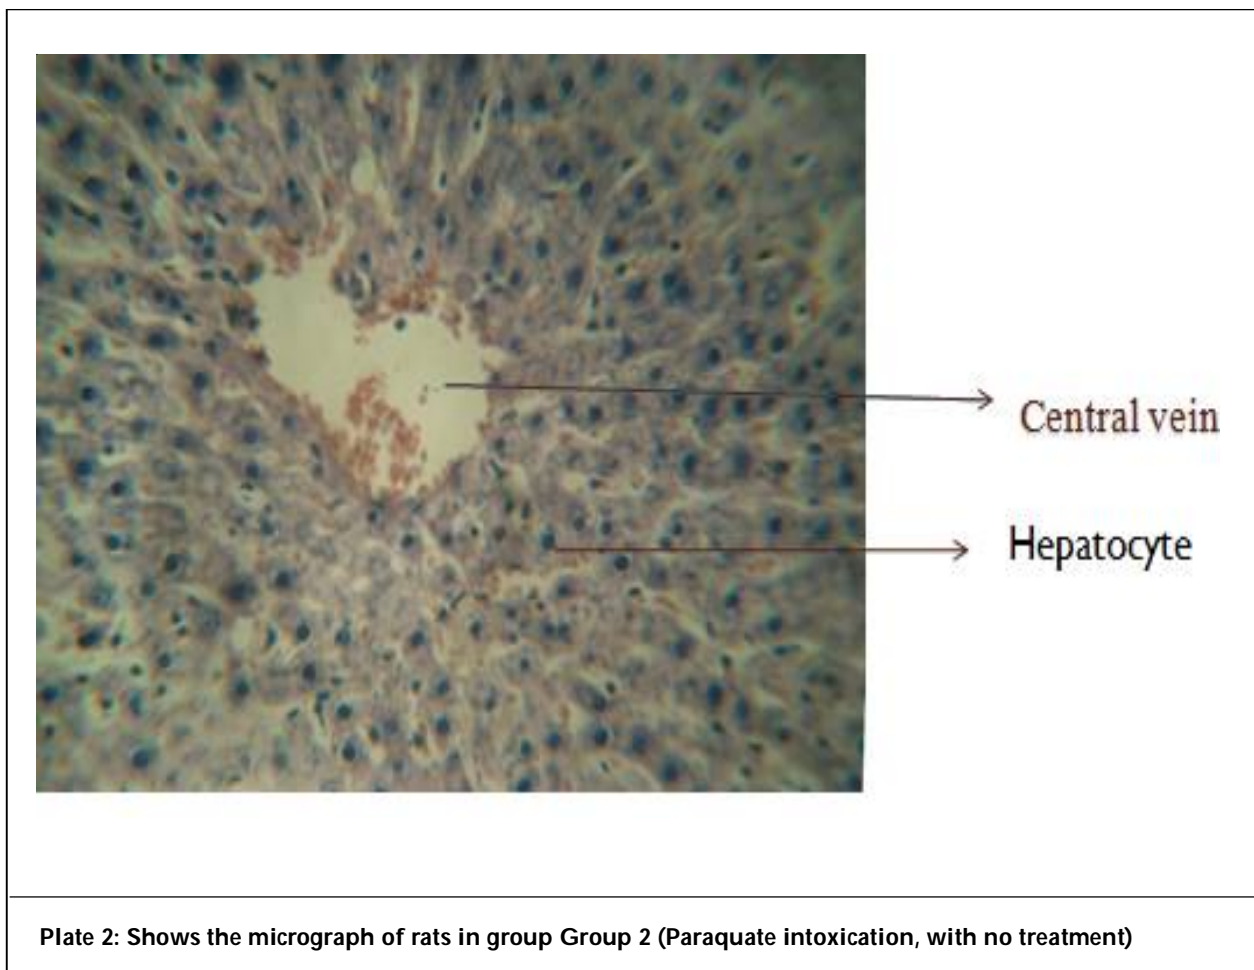 Central vein
Hepatocyte
Plate 2: Shows the micrograph of rats in group Group 2 (Paraquate intoxication, with no treatment)